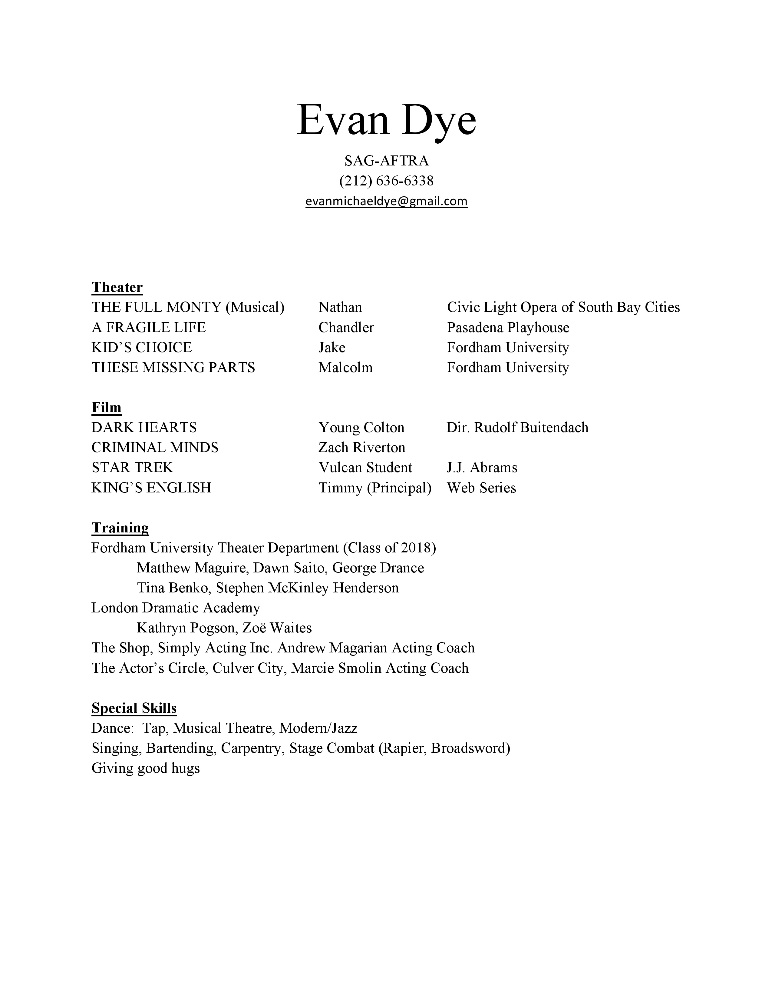 Evan Dye
SAG-AFTRA
(212) 636-6338
evanmichaeldye@gmail.com
Theater
THE FULL MONTY (Musical) Nathan Civic Light Opera of South Bay Cities
A FRAGILE LIFE Chandler Pasadena Playhouse
KID'S CHOICE Jake Fordham University
THESE MISSING PARTS Malcolm Fordham University
Film
DARK HEARTS Young Colton Dir. Rudolf Buitendach
CRIMINAL MINDS Zach Riverton
STAR TREK Vulcan Student J.J. Abrams
KING'S ENGLISH Timmy (Principal) Web Series
Training
Fordham University Theater Department (Class of 2018)
Matthew Maguire, Dawn Saito, George Drance
Tina Benko, Stephen McKinley Henderson
London Dramatic Academy
Kathryn Pogson, Zoë Waites
The Shop, Simply Acting Inc. Andrew Magarian Acting Coach
The Actor's Circle, Culver City, Marcie Smolin Acting Coach
Special Skills
Dance: Tap, Musical Theatre, Modern/Jazz
Singing, Bartending, Carpentry, Stage Combat (Rapier, Broadsword)
Giving good hugs